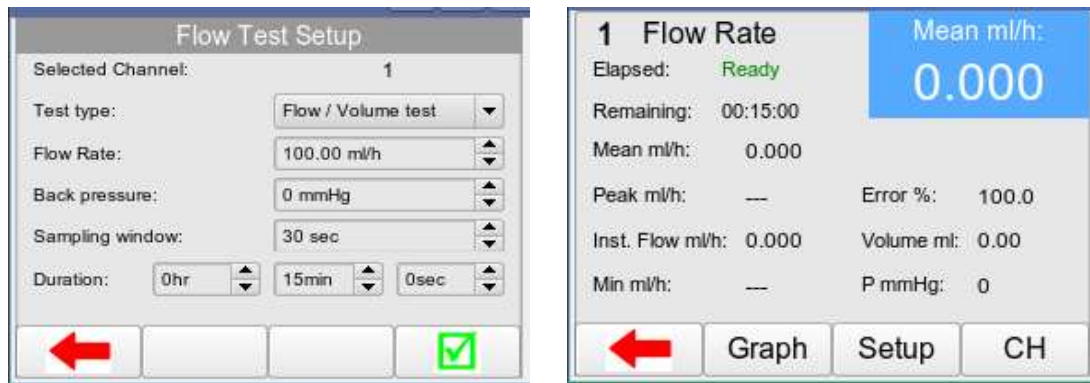 Flow Test Setup
Selected Channel: 1
Test type: Flow / Volume test
Flow Rate: 100.00 ml/h
Back pressure: 0 mmHg
Sampling window: 30 sec
Duration: 0hr 15min 0sec
1 Flow Rate
Mean ml/h:
0.000
Elapsed: Ready
Remaining: 00:15:00
Mean ml/h: 0.000
Peak ml/h: --- Error %: 100.0
Inst. Flow ml/h: 0.000 Volume ml: 0.00
Min ml/h: --- P mmHg: 0
Graph Setup CH